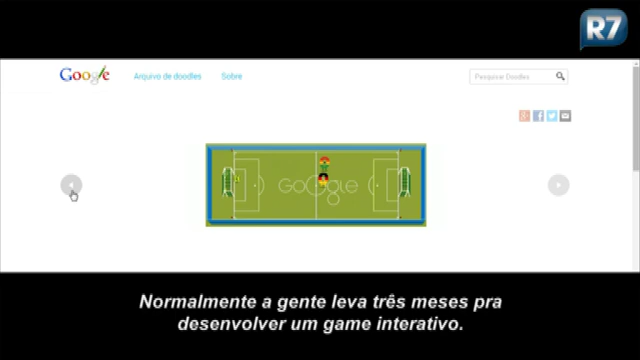 R7
Google
Arquivo de doodles
Sobre
Pesquisar Doodles
Google
Normalmente a gente leva três meses pra
desenvolver um game interativo.